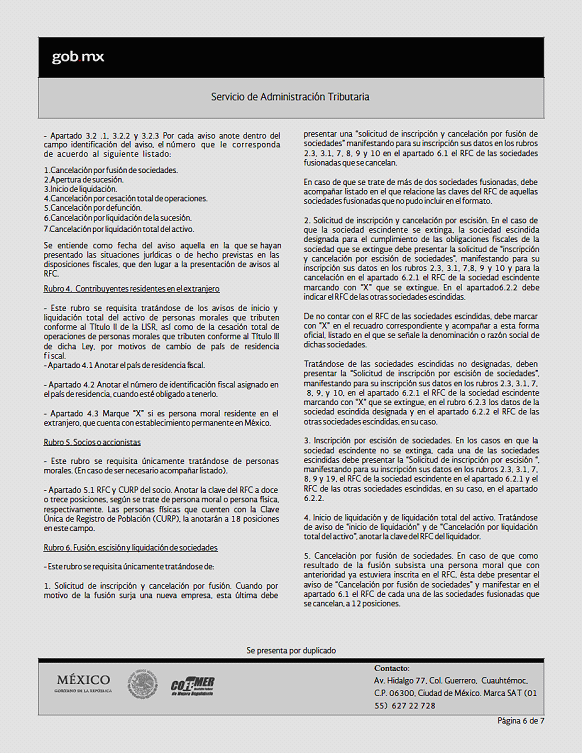 gob mx
Servicio de Administración Tributaria
- Apartado 3.2 .1, 3.2.2 y 3.2.3 Por cada aviso anote dentro del
campo identificación del aviso, el número que le corresponda
de acuerdo al siguiente listado:
1.Cancelación por fusión de sociedades.
2.Apertura de sucesión.
3.Inicio de liquidación.
4.Cancelación por cesación total de operaciones.
5.Cancelación por defunción.
6.Cancelación por liquidación de la sucesión.
7.Cancelación por liquidación total del activo.
Se entiende como fecha del aviso aquella en la que se hayan
presentado las situaciones jurídicas o de hecho previstas en las
disposiciones fiscales, que den lugar a la presentación de avisos al
RFC.
Rubro 4. Contribuyentes residentes en el extranjero
- Este rubro se requisita tratándose de los avisos de inicio y
liquidación total del activo de personas morales que tributen
conforme al Título II de la LISR, así como de la cesación total de
operaciones de personas morales que tributen conforme al Título III
de dicha Ley, por motivos de cambio de país de residencia
fiscal.
- Apartado 4.1 Anotar el país de residencia fiscal.
- Apartado 4.2 Anotar el número de identificación fiscal asignado en
el país de residencia, cuando esté obligado a tenerlo.
- Apartado 4.3 Marque "X" si es persona moral residente en el
extranjero, que cuenta con establecimiento permanente en México.
Rubro 5. Socios o accionistas
- Este rubro se requisita únicamente tratándose de personas
morales. (En caso de ser necesario acompañar listado).
- Apartado 5.1 RFC y CURP del socio. Anotar la clave del RFC a doce
o trece posiciones, según se trate de persona moral o persona física,
respectivamente. Las personas físicas que cuenten con la Clave
Única de Registro de Población (CURP), la anotarán a 18 posiciones
en este campo.
Rubro 6. Fusión, escisión y liquidación de sociedades
- Este rubro se requisita únicamente tratándose de:
1. Solicitud de inscripción y cancelación por fusión. Cuando por
motivo de la fusión surja una nueva empresa, esta última debe
presentar una "solicitud de inscripción y cancelación por fusión de
sociedades" manifestando para su inscripción sus datos en los rubros
2.3, 3.1, 7, 8, 9 y 10 en el apartado 6.1 el RFC de las sociedades
fusionadas que se cancelan.
En caso de que se trate de más de dos sociedades fusionadas, debe
acompañar listado en el que relacione las claves del RFC de aquellas
sociedades fusionadas que no pudo incluir en el formato.
2. Solicitud de inscripción y cancelación por escisión. En el caso de
que la sociedad escindente se extinga, la sociedad escindida
designada para el cumplimiento de las obligaciones fiscales de la
sociedad que se extingue debe presentar la solicitud de "inscripción
y cancelación por escisión de sociedades", manifestando para su
inscripción sus datos en los rubros 2.3, 3.1, 7,8, 9 y 10 y para la
cancelación en el apartado 6.2.1 el RFC de la sociedad escindente
marcando con "X" que se extingue. En el apartado6.2.2 debe
indicar el RFC de las otras sociedades escindidas.
De no contar con el RFC de las sociedades escindidas, debe marcar
con "X" en el recuadro correspondiente y acompañar a esta forma
oficial, listado en el que se señale la denominación o razón social de
dichas sociedades.
Tratándose de las sociedades escindidas no designadas, deben
presentar la "Solicitud de inscripción por escisión de sociedades",
manifestando para su inscripción sus datos en los rubros 2.3, 3.1, 7,
8, 9, y 10, en el apartado 6.2.1 el RFC de la sociedad escindente
marcando con "X" que se extingue, en el rubro 6.2.3 los datos de la
sociedad escindida designada y en el apartado 6.2.2 el RFC de las
otras sociedades escindidas, en su caso.
3. Inscripción por escisión de sociedades. En los casos en que la
sociedad escindente no se extinga, cada una de las sociedades
escindidas debe presentar la "Solicitud de inscripción por escisión ",
manifestando para su inscripción sus datos en los rubros 2.3, 3.1, 7,
8, 9 y 19, el RFC de la sociedad escindente en el apartado 6.2.1 y el
RFC de las otras sociedades escindidas, en su caso, en el apartado
6.2.2.
4. Inicio de liquidación y de liquidación total del activo. Tratándose
de aviso de "inicio de liquidación" y de "Cancelación por liquidación
total del activo", anotar la clave del RFC del liquidador.
5. Cancelación por fusión de sociedades. En caso de que como
resultado de la fusión subsista una persona moral que con
anterioridad ya estuviera inscrita en el RFC, ésta debe presentar el
aviso de "Cancelación por fusión de sociedades" y manifestar en el
apartado 6.1 el RFC de cada una de las sociedades fusionadas que
se cancelan, a 12 posiciones.
Se presenta por duplicado
MÉXICO
GOBIERNO DE LA REPÚBLICA
COFEMER
Contacto:
Av. Hidalgo 77, Col. Guerrero, Cuauhtémoc,
C.P. 06300, Ciudad de México. Marca SAT (01
55) 627 22 728
Página 6 de 7